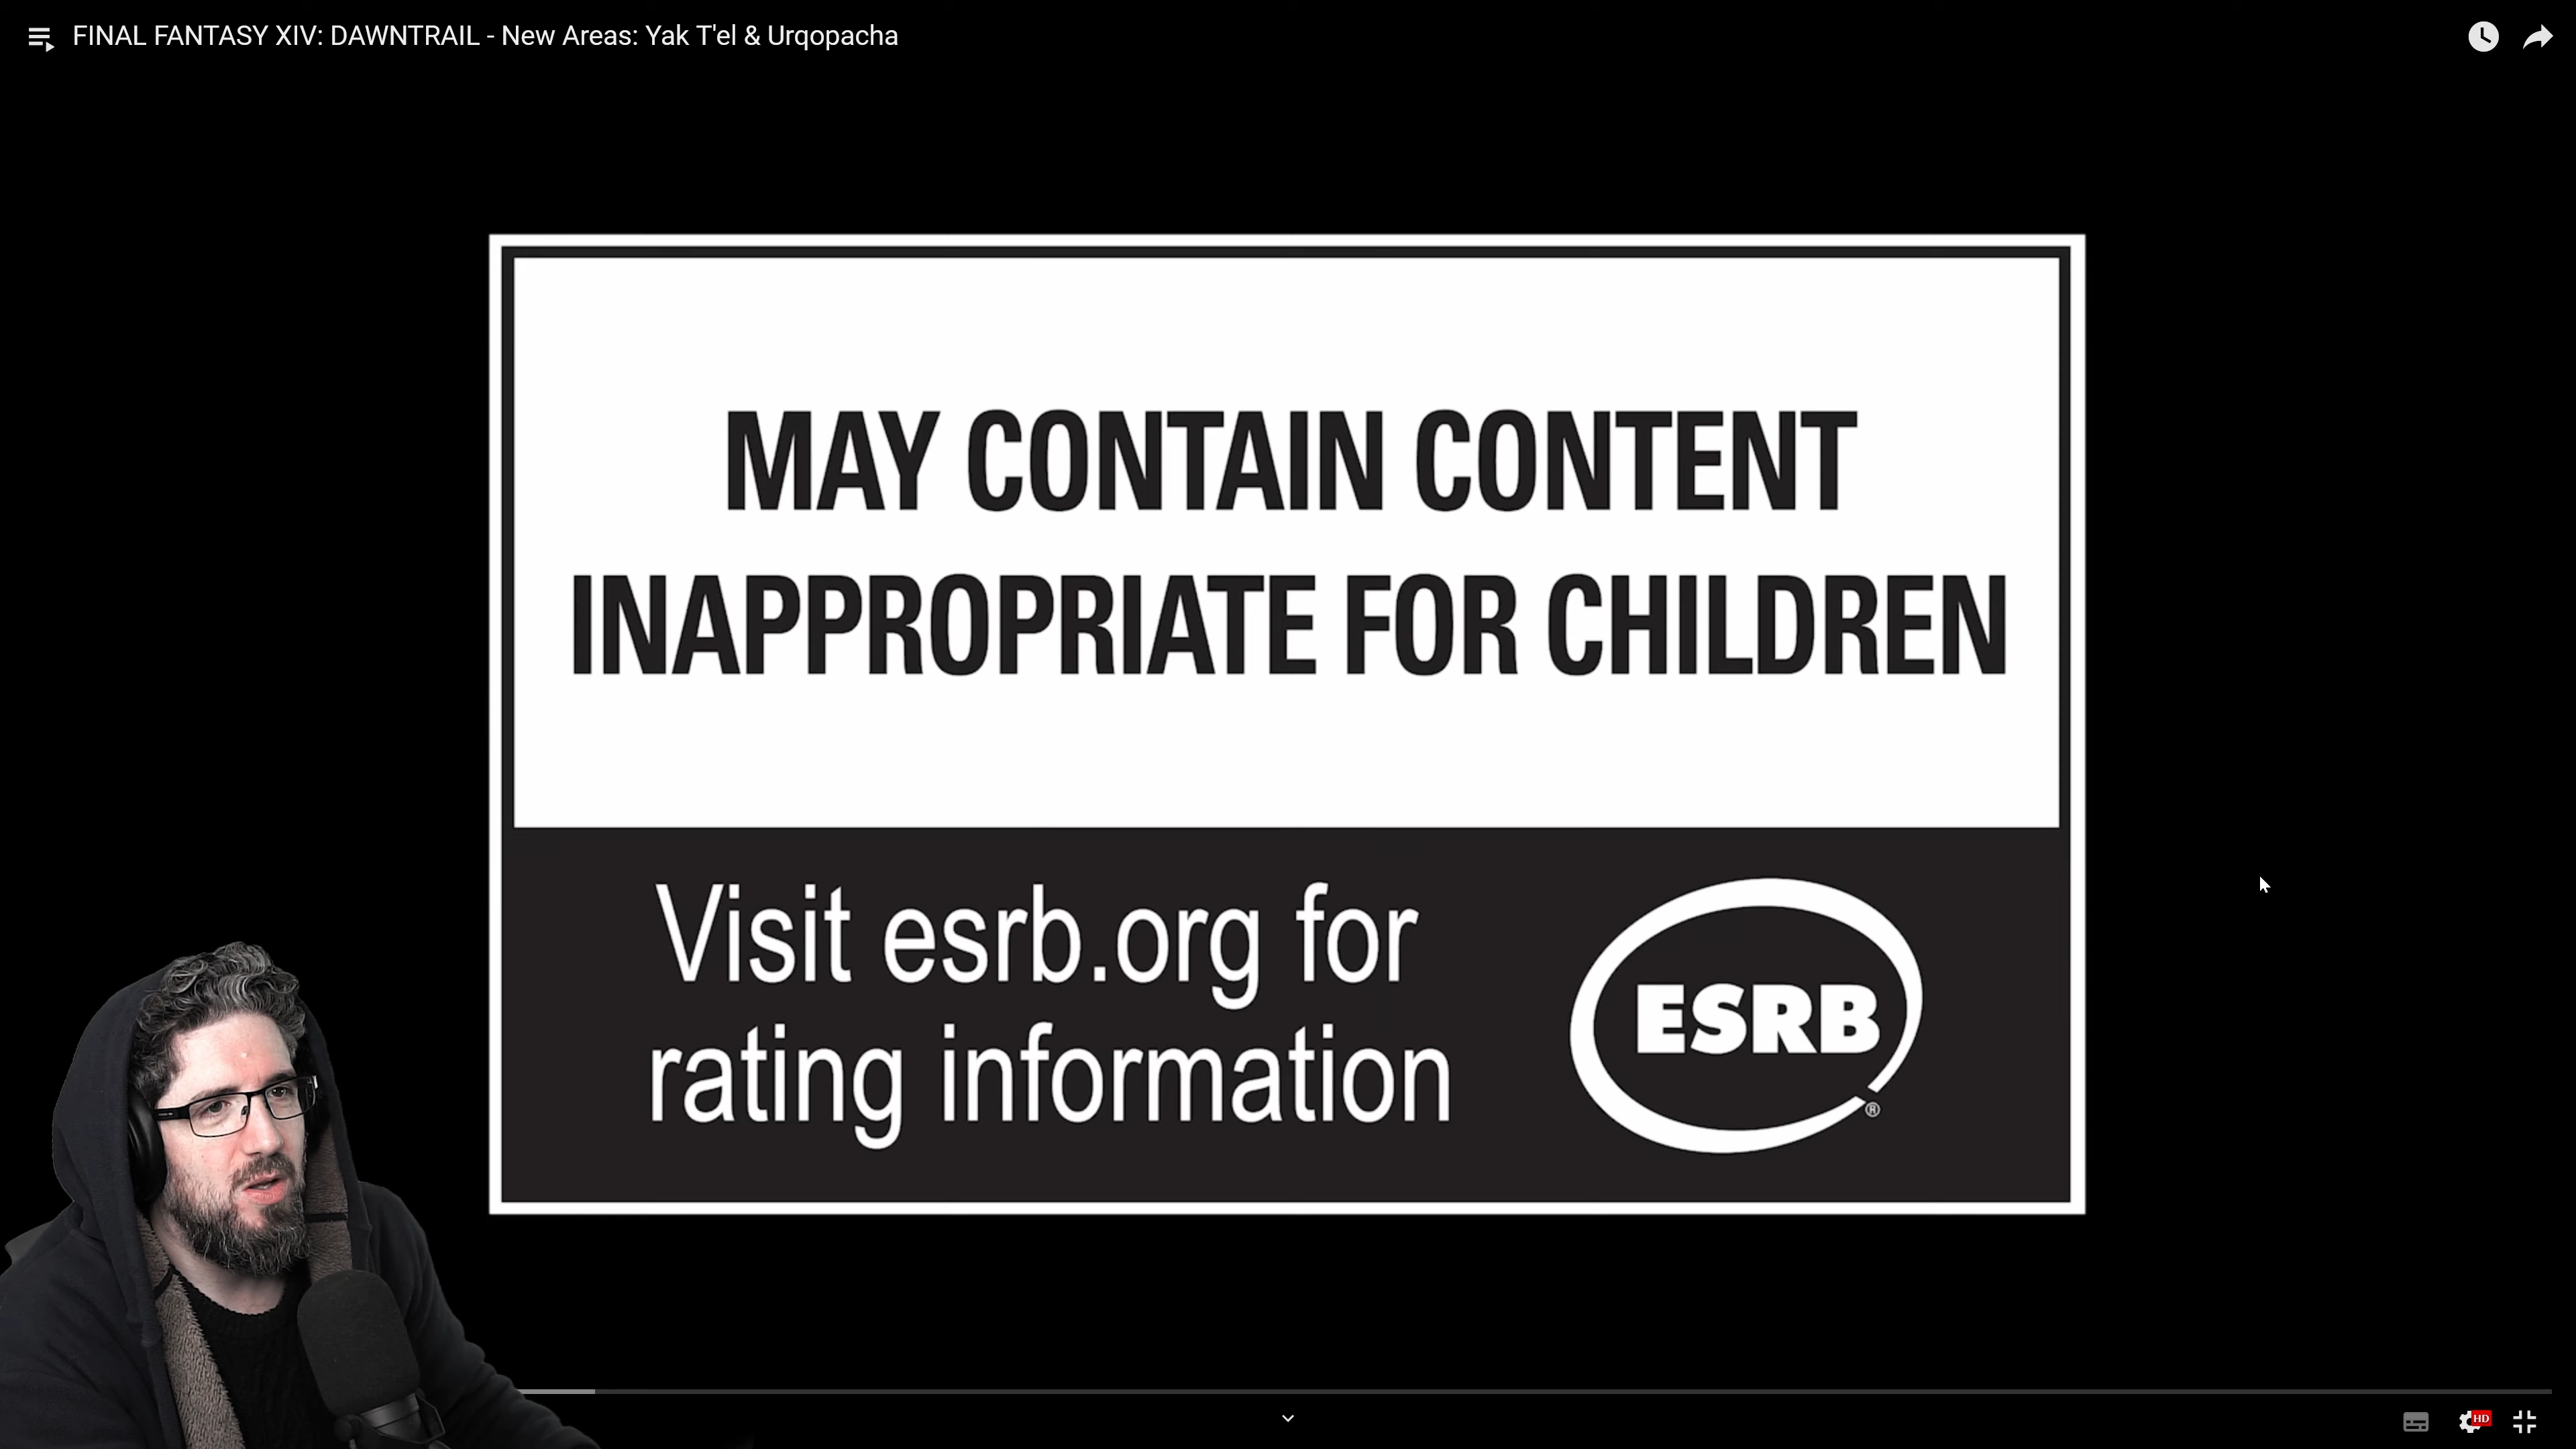 FINAL FANTASY XIV: DAWNTRAIL - New Areas: Yak T'el & Urqopacha
MAY CONTAIN CONTENT
INAPPROPRIATE FOR CHILDREN
Visit esrb.org for
rating information
ESRB
®
HD